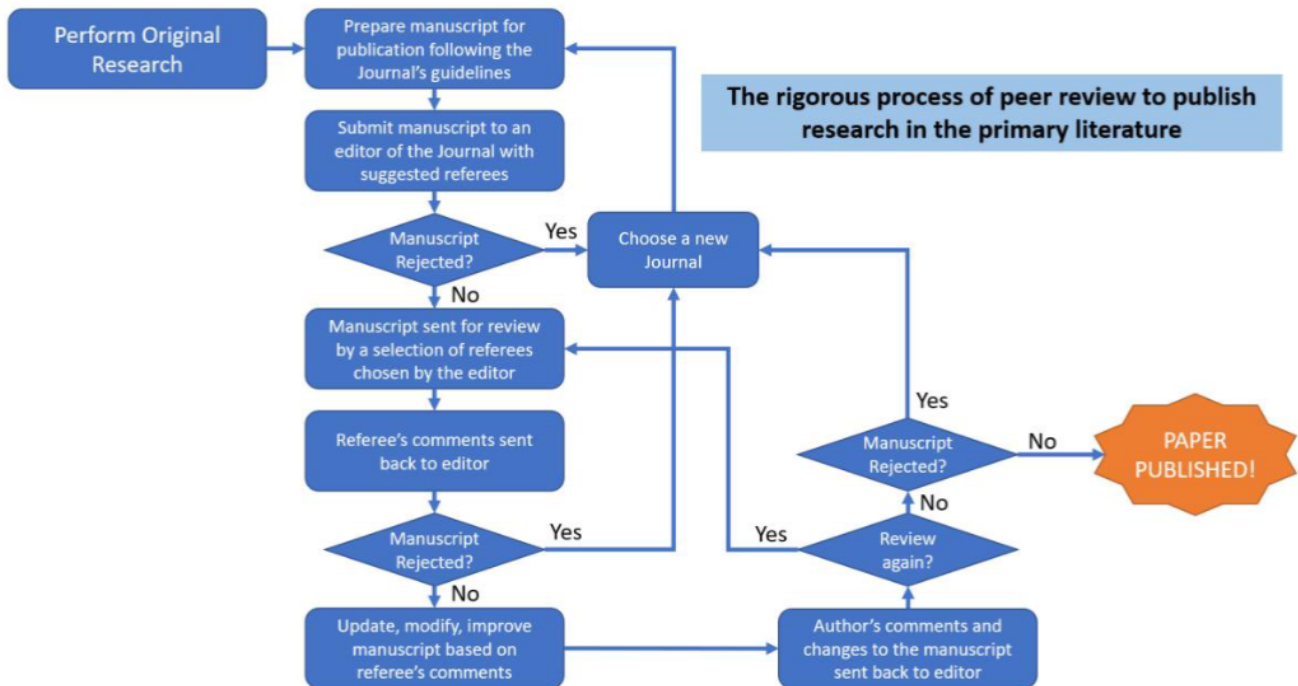 Perform Original
Research
Prepare manuscript for
publication following the
Journal's guidelines
The rigorous process of peer review to publish
research in the primary literature
Submit manuscript to an
editor of the Journal with
suggested referees
Manuscript
Rejected?
Yes
Choose a new
Journal
No
Manuscript sent for review
by a selection of referees
chosen by the editor
Referee's comments sent
back to editor
Manuscript
Rejected?
Yes
No
Update, modify, improve
manuscript based on
referee's comments
Author's comments and
changes to the manuscript
sent back to editor
Review
again?
Yes
No
Manuscript
Rejected?
Yes
No
PAPER
PUBLISHED!